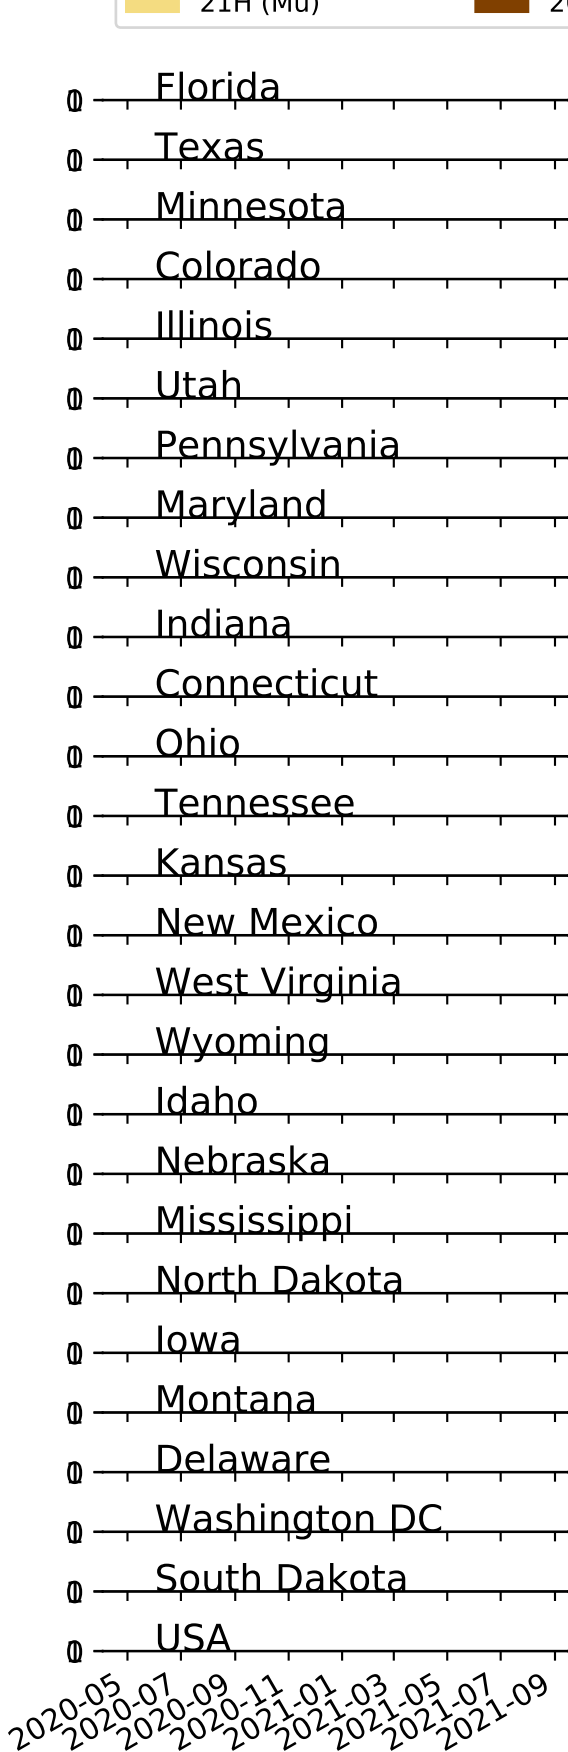 21H (Mu)
Florida
Texas
Minnesota
Colorado
Illinois
Utah
Pennsylvania
Maryland
Wisconsin
Indiana
Connecticut
Ohio
Tennessee
Kansas
New Mexico
West Virginia
Wyoming
Idaho
Nebraska
Mississippi
North Dakota
Iowa
Montana
Delaware
Washington DC
South Dakota
USA
2020-05 2020-07 2020-09 2020-11 2021-01 2021-03 2021-05 2021-07 2021-09